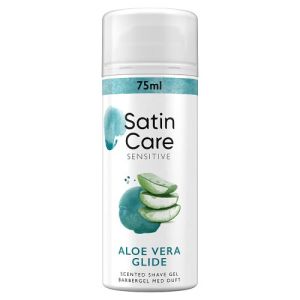 75ml
Satin
Care
SENSITIVE
ALOE VERA
GLIDE
SCENTED SHAVE GEL
BARBERGEL MED DUFT